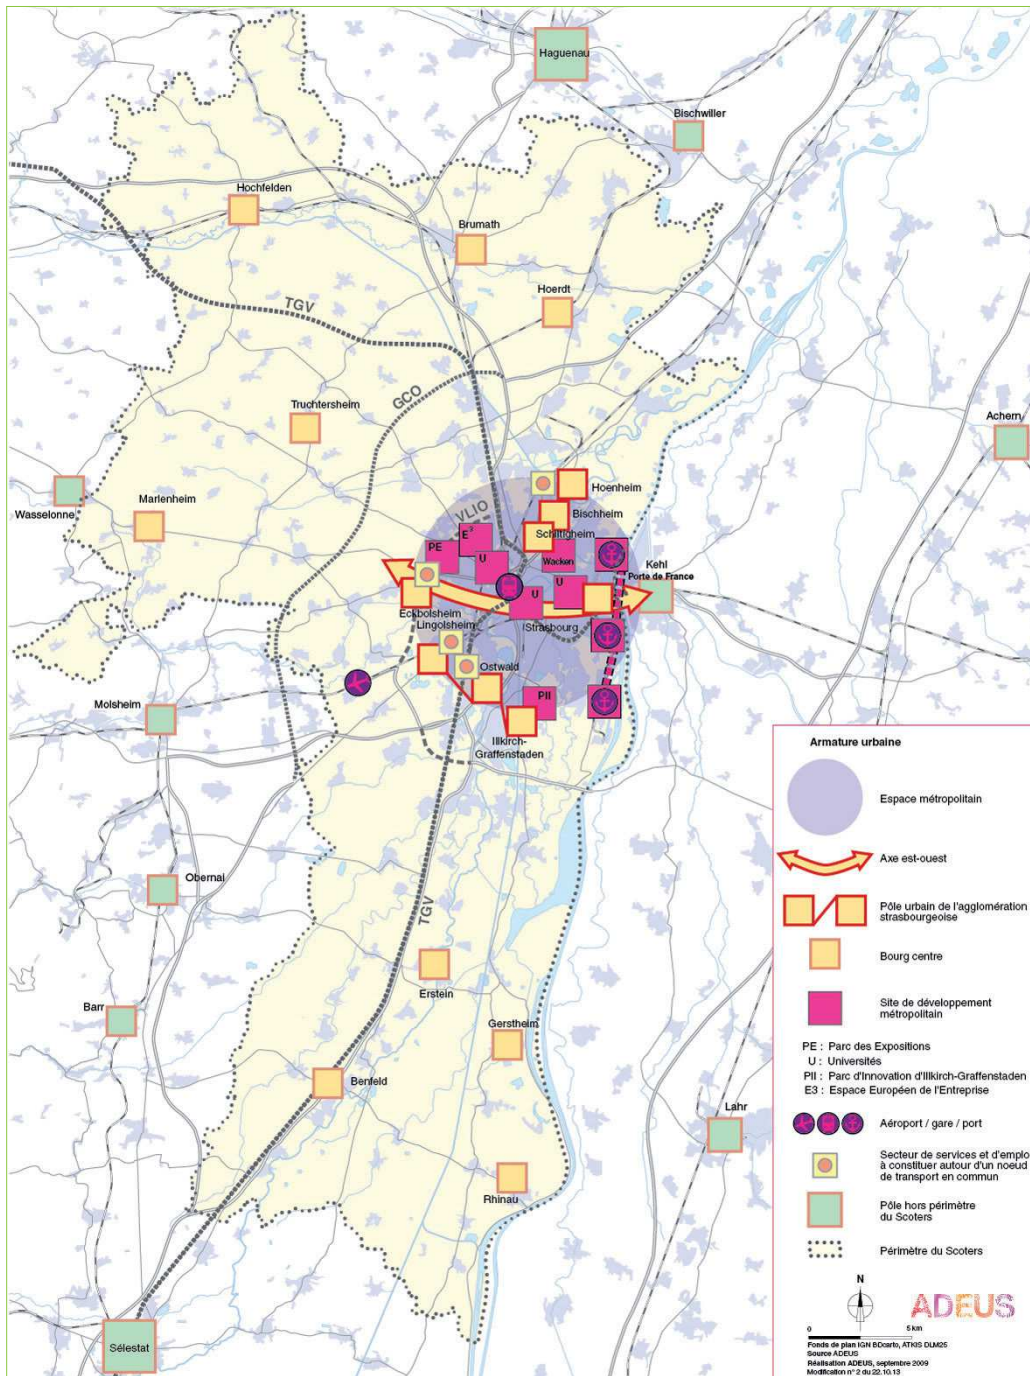 Haguenau
Bischwiller
Hochfelden
Brumath
TGV
Hoerdt
GCO
Truchtersheim
Achern
Wasselonne
Marlenheim
Hoenheim
VLIO
Bischheim
E³
Schiltigheim
PE
U
Wacken
Kehl
Porte de France
U
U
Eckbolsheim
Lingolsheim
Strasbourg
Ostwald
Molsheim
PII
Illkirch-
Graffenstaden
Obernai
TGV
Erstein
Barr
Gerstheim
Benfeld
Lahr
Rhinau
Sélestat
Armature urbaine
Espace métropolitain
Axe est-ouest
Pôle urbain de l'agglomération
strasbourgeoise
Bourg centre
Site de développement
métropolitain
PE : Parc des Expositions
U : Universités
PII : Parc d'Innovation d'Illkirch-Graffenstaden
E3 : Espace Européen de l'Entreprise
Aéroport / gare / port
Secteur de services et d'emplo
à constituer autour d'un noeud
de transport en commun
Pôle hors périmètre
du Scoters
Périmètre du Scoters
N
ADEUS
0 5 km
Fonds de plan IGN BDcarto, ATKIS DLM25
Source ADEUS
Réalisation ADEUS, septembre 2009
Modification n° 2 du 22.10.13